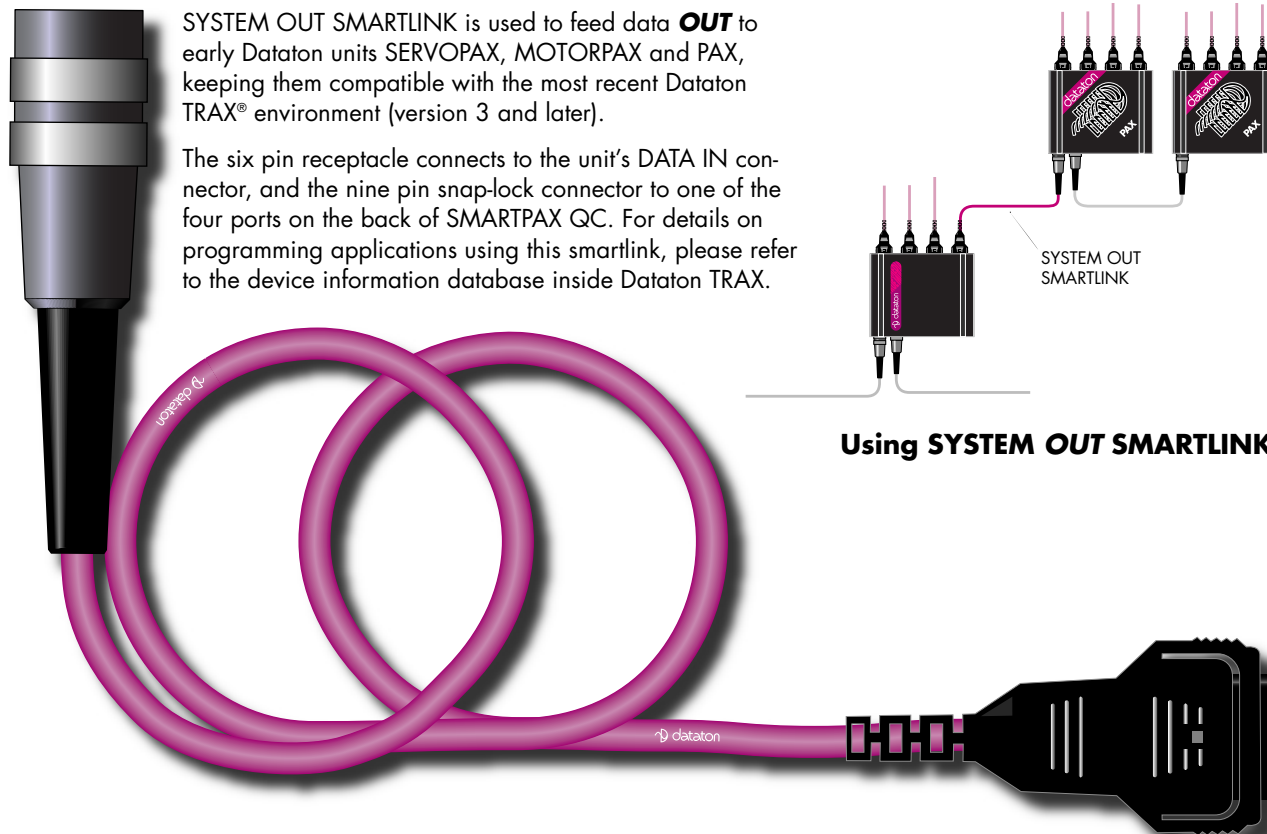 SYSTEM OUT SMARTLINK is used to feed data OUT to
early Dataton units SERVOPAX, MOTORPAX and PAX,
keeping them compatible with the most recent Dataton
TRAX® environment (version 3 and later).
The six pin receptacle connects to the unit's DATA IN con-
nector, and the nine pin snap-lock connector to one of the
four ports on the back of SMARTPAX QC. For details on
programming applications using this smartlink, please refer
to the device information database inside Dataton TRAX.
dataton
PAX
dataton
PAX
SYSTEM OUT
SMARTLINK
dataton
Using SYSTEM OUT SMARTLINK
dataton
dataton